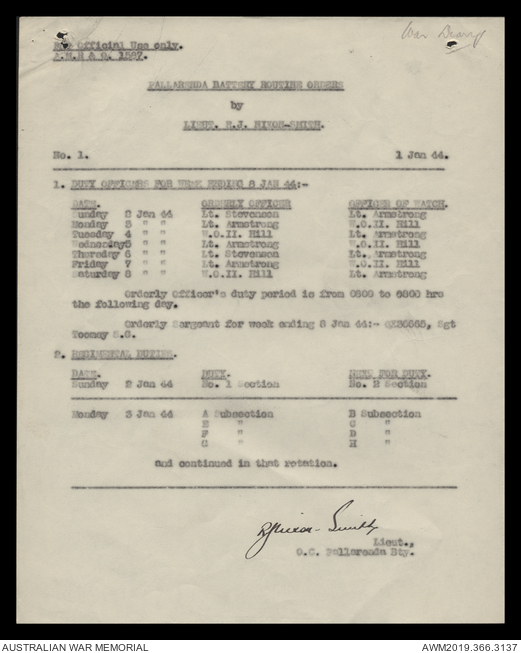 War Diary
For Official Use only.
A.W.R & O. 1587.
PALLARENDA BATTERY ROUTINE ORDERS
by
LIEUT. R.J. NIXON-SMITH.
No. 1. 1 Jan 44.
1. DUTY OFFICERS FOR WEEK ENDING 8 JAN 44:-
DATE. ORDERLY OFFICER OFFICER OF WATCH.
Sunday 2 Jan 44 Lt. Stevenson Lt. Armstrong
Monday 3 " " Lt. Armstrong W.O.II. Hill
Tuesday 4 " " W.O.II. Hill Lt. Armstrong
Wednesday5 " " Lt. Armstrong W.O.II. Hill
Thursday 6 " " Lt. Stevenson Lt. Armstrong
Friday 7 " " Lt. Armstrong W.O.II. Hill
Saturday 8 " " W.O.II. Hill Lt. Armstrong
Orderly Officer's duty period is from 0800 to 0800 hrs
the following day.
Orderly Sergeant for week ending 8 Jan 44:- Sgt
Toomey
2. REGIMENTAL DUTIES.
DATE. DUTY. NEXT FOR DUTY.
Sunday 2 Jan 44 No. 1 Section No. 2 Section
Monday 3 Jan 44 A Subsection B Subsection
E " C "
F " D "
G " H "
and continued in that rotation.
RJNixon-Smith
Lieut.,
O.C. Pallarenda Bty.
AUSTRALIAN WAR MEMORIAL AWM2019.366.3137